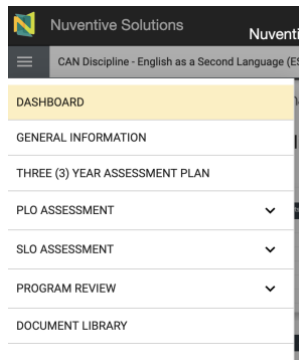 Nuventive Solutions
Nuventi
CAN Discipline - English as a Second Language (ES
DASHBOARD
GENERAL INFORMATION
THREE (3) YEAR ASSESSMENT PLAN
PLO ASSESSMENT
SLO ASSESSMENT
PROGRAM REVIEW
DOCUMENT LIBRARY